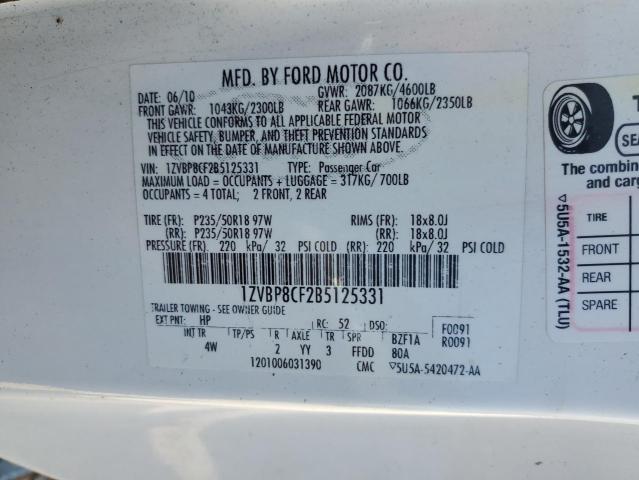 MFD. BY FORD MOTOR CO.
DATE: 06/10 GVWR: 2087KG/4600LB
FRONT GAWR: 1043KG/2300LB REAR GAWR: 1066KG/2350LB
THIS VEHICLE CONFORMS TO ALL APPLICABLE FEDERAL MOTOR
VEHICLE SAFETY, BUMPER, AND THEFT PREVENTION STANDARDS
IN EFFECT ON THE DATE OF MANUFACTURE SHOWN ABOVE.
VIN: 1ZVBP8CF2B5125331 TYPE: Passenger Car
MAXIMUM LOAD = OCCUPANTS + LUGGAGE = 317KG/700LB
OCCUPANTS = 4 TOTAL; 2 FRONT, 2 REAR
TIRE (FR): P235/50R18 97W RIMS (FR): 18x8.0J
(RR): P235/50R18 97W (RR): 18x8.0J
PRESSURE (FR): 220 kPa/ 32 PSI COLD (RR): 220 kPa/ 32 PSI COLD
1ZVBP8CF2B5125331
TRAILER TOWING - SEE OWNER GUIDE
EXT PNT: HP RC: 52 DSO: F0091
INT TR TP/PS R AXLE TR SPR BZF1A R0091
4W 2 YY 3 FFDD 80A
1201006031390 CMC ▽5U5A-5420472-AA
T
SEA
The combin
and carg
▽5U5A-1532-AA (TLU)
TIRE
FRONT
REAR
SPARE